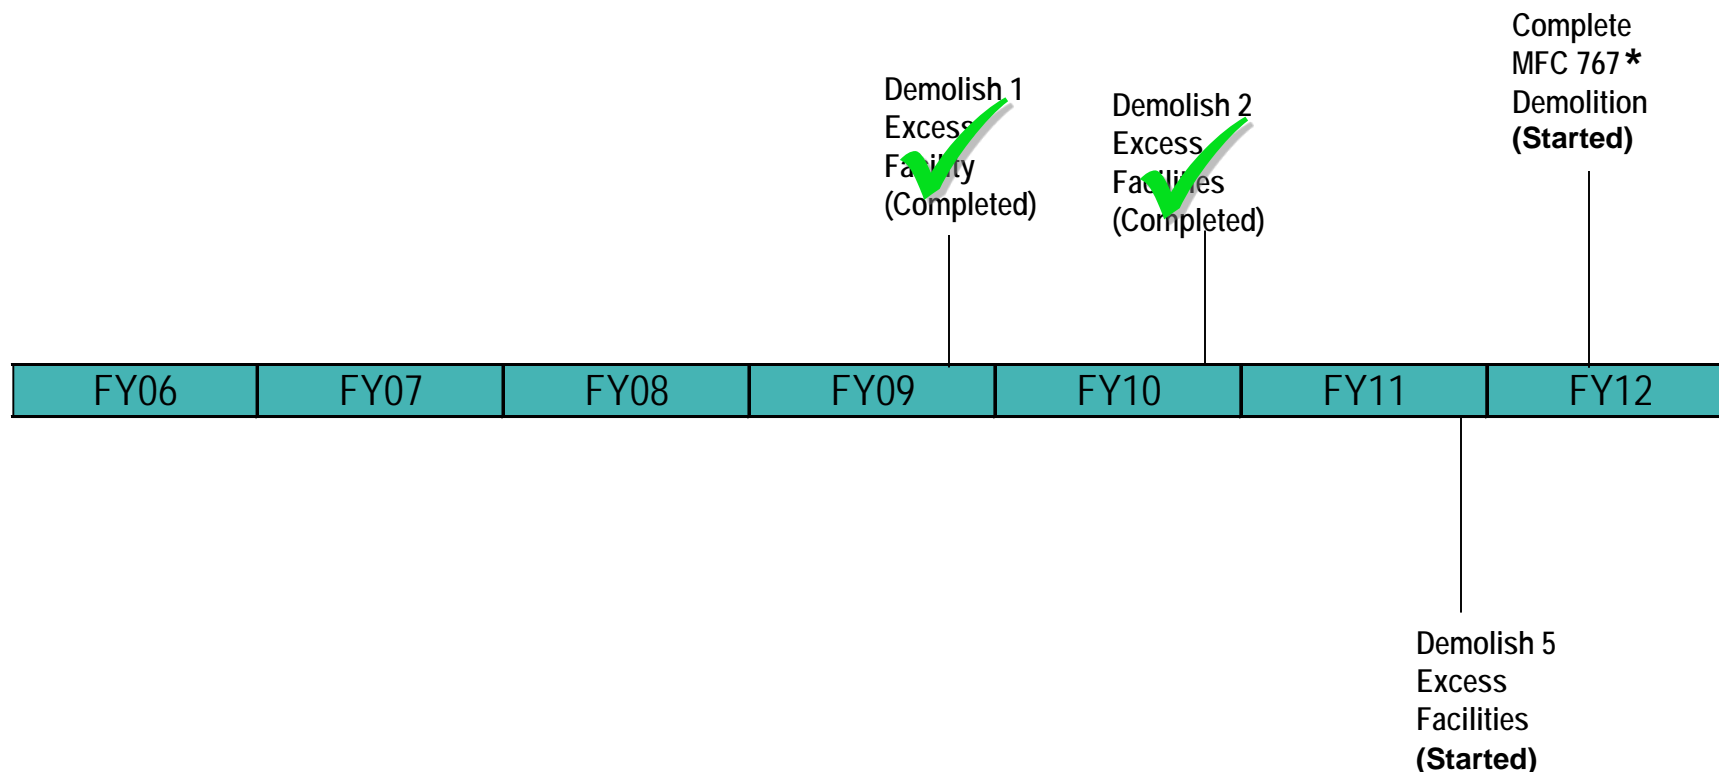 Complete
MFC 767*
Demolition
(Started)
Demolish 1
Excess
Facility
(Completed)
Demolish 2
Excess
Facilities
(Completed)
FY06
FY07
FY08
FY09
FY10
FY11
FY12
Demolish 5
Excess
Facilities
(Started)